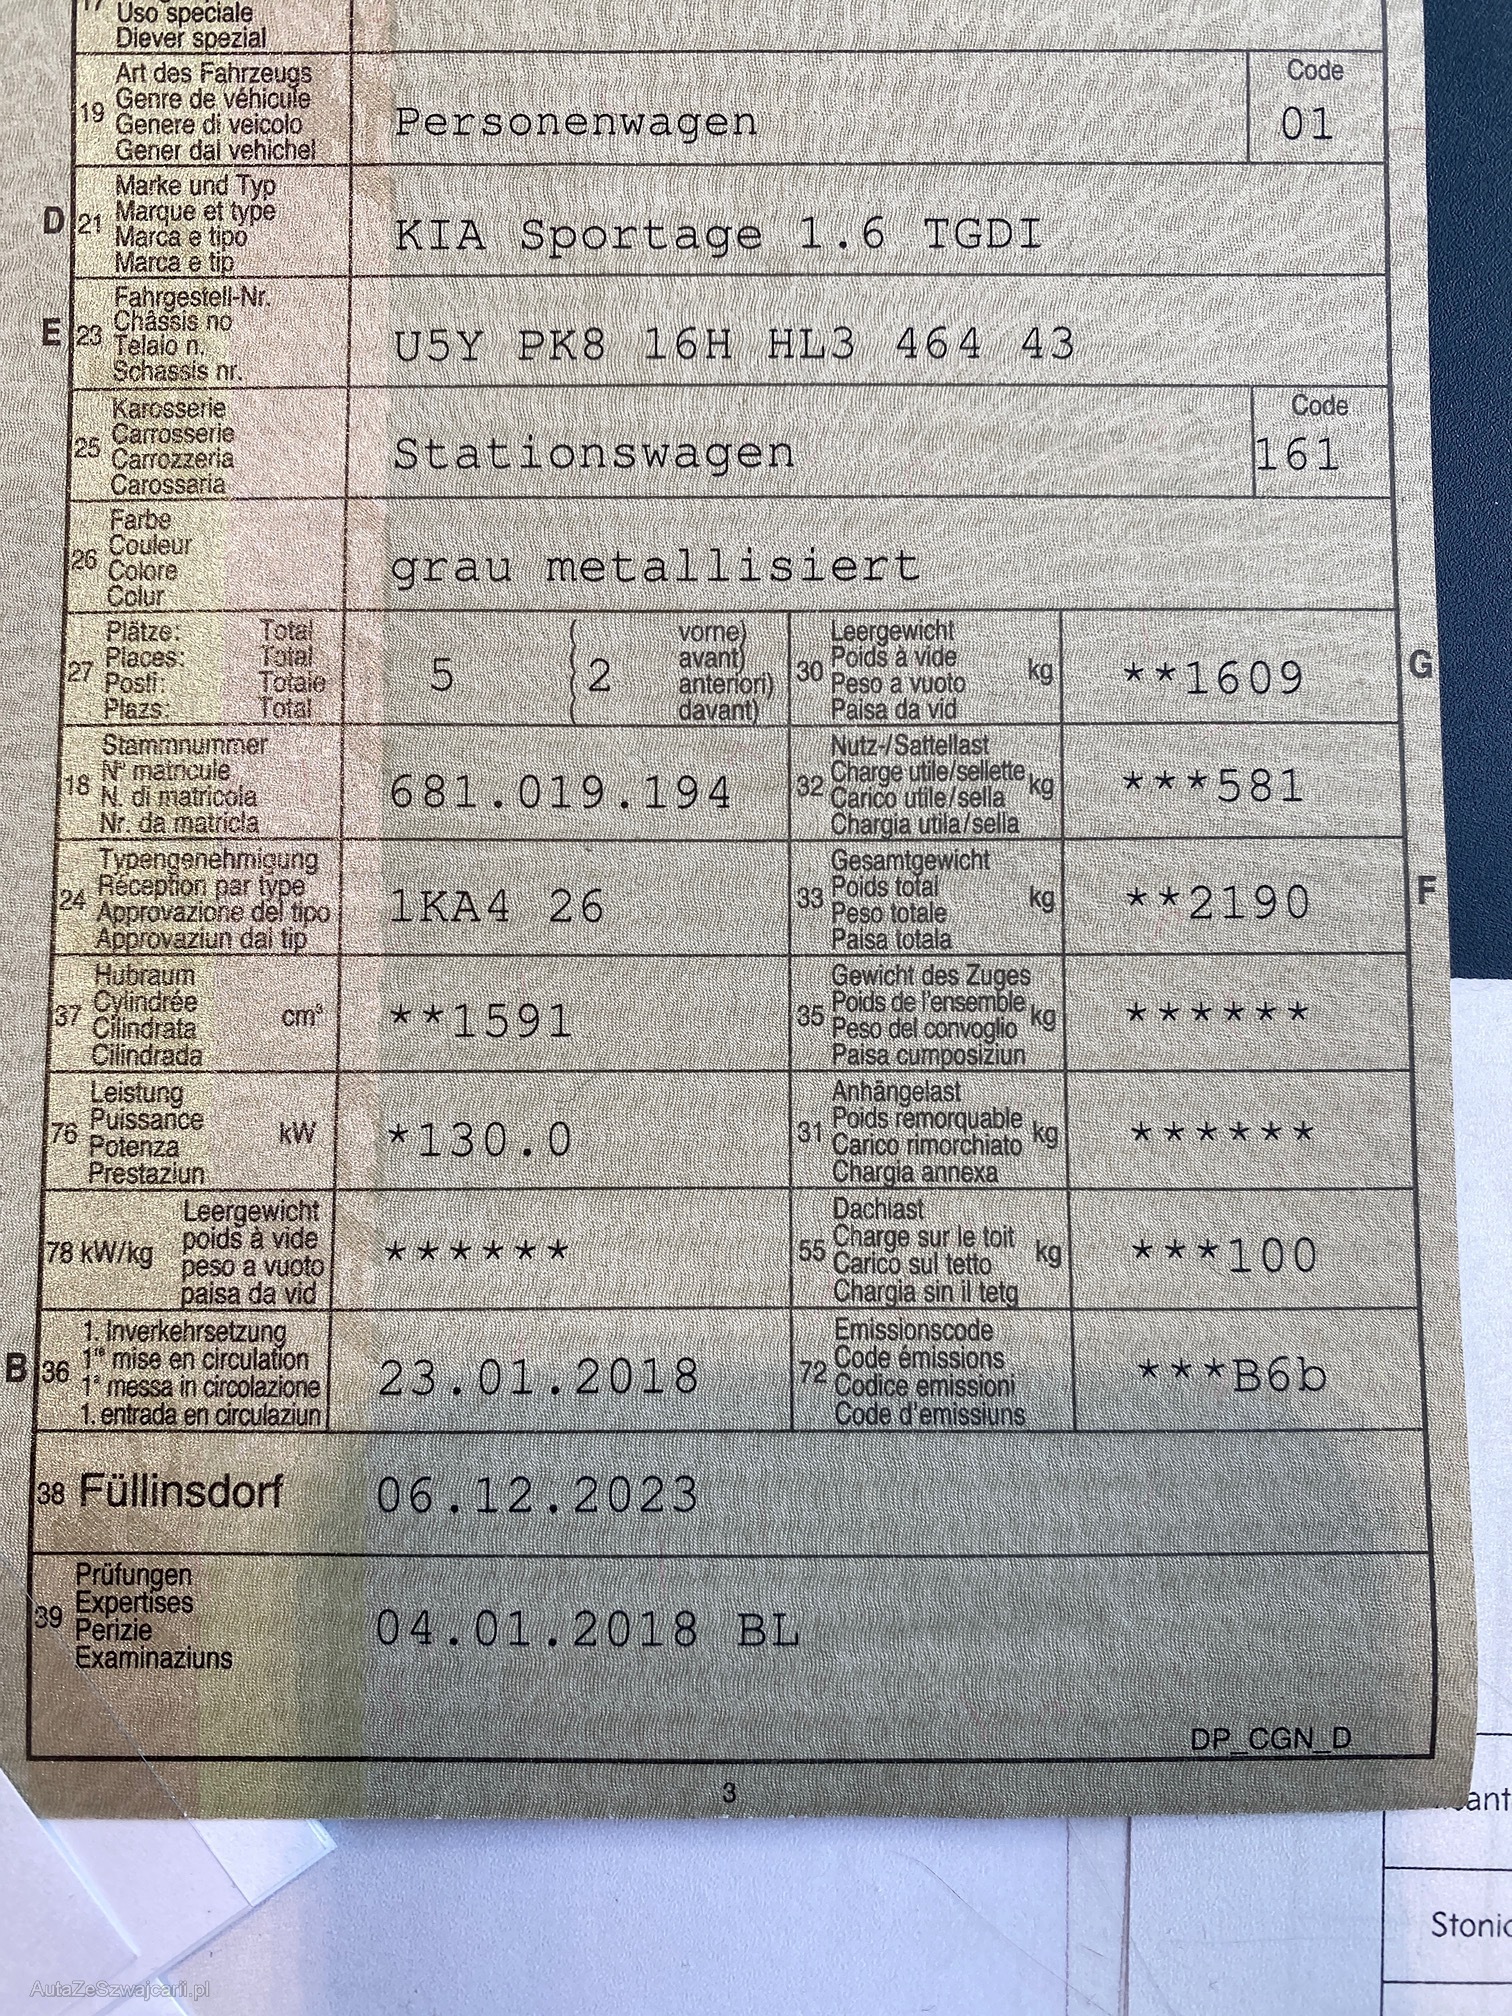 17 Uso speciale
Diever spezial
19 Art des Fahrzeugs
Genre de véhicule
Genere di veicolo
Gener dal vehichel
Personenwagen
Code
01
D 21 Marke und Typ
Marque et type
Marca e tipo
Marca e tip
KIA Sportage 1.6 TGDI
E 23 Fahrgestell-Nr.
Châssis no
Telaio n.
Schassis nr.
U5Y PK8 16H HL3 464 43
25 Karosserie
Carrosserie
Carrozzeria
Carossaria
Stationswagen
Code
161
26 Farbe
Couleur
Colore
Colur
grau metallisiert
27 Plätze: Total
Places: Total
Posti: Totale
Plazs: Total
5 (2 vorne)
avant)
anteriori)
davant)
30 Leergewicht
Poids à vide
Peso a vuoto
Paisa da vid
kg
**1609
G
18 Stammnummer
N° matricule
N. di matricola
Nr. da matricla
681.019.194
32 Nutz-/Sattellast
Charge utile/sellette
Carico utile/sella
Chargia utila/sella
kg
***581
24 Typengenehmigung
Réception par type
Approvazione del tipo
Approvaziun dal tip
1KA4 26
33 Gesamtgewicht
Poids total
Peso totale
Paisa totala
kg
**2190
F
37 Hubraum
Cylindrée
Cilindrata
Cilindrada
cm³
**1591
35 Gewicht des Zuges
Poids de l'ensemble
Peso del convoglio
Paisa cumposiziun
kg
******
76 Leistung
Puissance
Potenza
Prestaziun
kW
*130.0
31 Anhängelast
Poids remorquable
Carico rimorchiato
Chargia annexa
kg
******
78 kW/kg Leergewicht
poids à vide
peso a vuoto
paisa da vid
******
55 Dachlast
Charge sur le toit
Carico sul tetto
Chargia sin il tetg
kg
***100
B 36 1. Inverkehrsetzung
1re mise en circulation
1a messa in circolazione
1. entrada en circulaziun
23.01.2018
72 Emissionscode
Code émissions
Codice emissioni
Code d'emissiuns
***B6b
38 Füllinsdorf
06.12.2023
39 Prüfungen
Expertises
Perizie
Examinaziuns
04.01.2018 BL
DP_CGN_D
3
Stonic
AutaZeSzwajcarii.pl